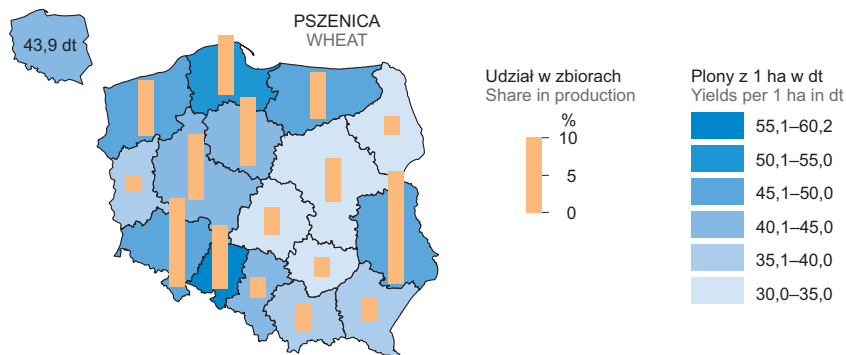 43,9 dt
PSZENICA
WHEAT
Udział w zbiorach
Share in production
%
10
5
0
Plony z 1 ha w dt
Yields per 1 ha in dt
55,1–60,2
50,1–55,0
45,1–50,0
40,1–45,0
35,1–40,0
30,0–35,0